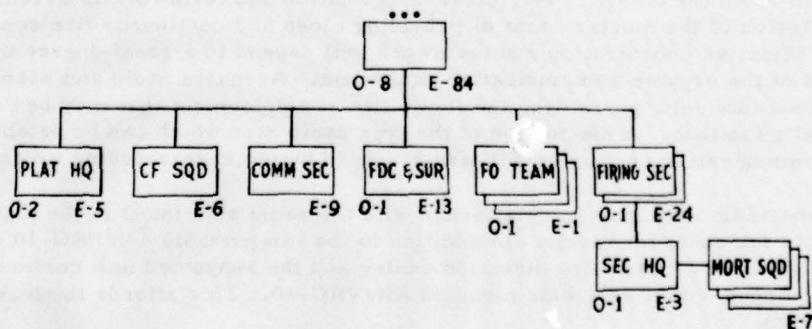 O-8 E-84
PLAT HQ CF SQD COMM SEC FDC & SUR FO TEAM FIRING SEC
O-2 E-5 E-6 E-9 O-1 E-13 O-1 E-1 O-1 E-24
SEC HQ MORT SQD
O-1 E-3 E-7